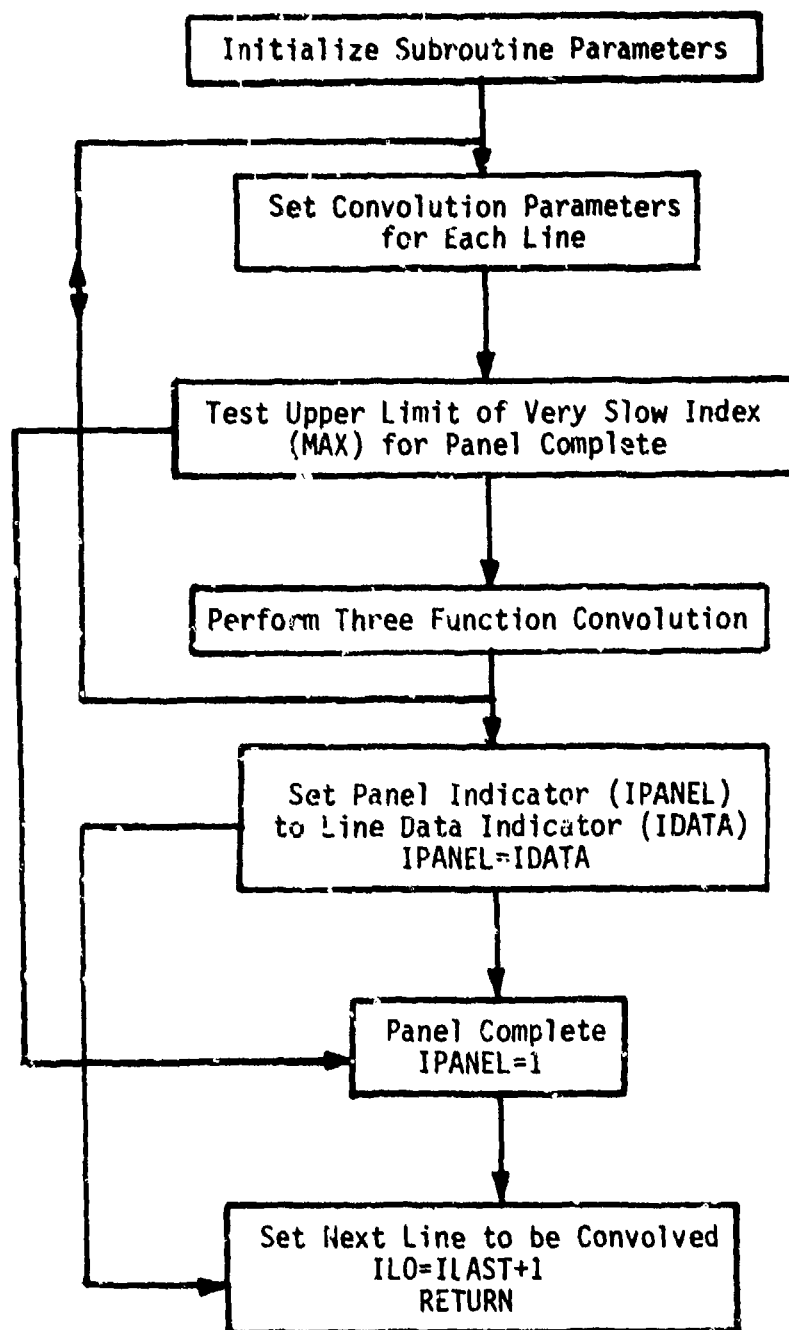 Initialize Subroutine Parameters
Set Convolution Parameters
for Each Line
Test Upper Limit of Very Slow Index
(MAX) for Panel Complete
Perform Three Function Convolution
Set Panel Indicator (IPANEL)
to Line Data Indicator (IDATA)
IPANEL=IDATA
Panel Complete
IPANEL=1
Set Next Line to be Convolved
ILO=ILAST+1
RETURN